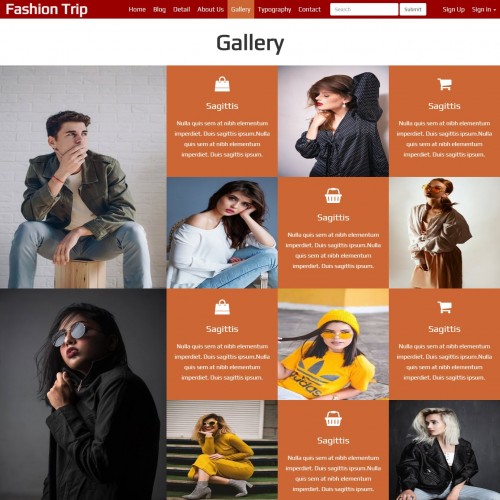 Fashion Trip
Home Blog Detail About Us Gallery Typography Contact Search Submit Sign Up Sign in
Gallery
Sagittis
Nulla quis sem at nibh elementum
imperdiet. Duis sagittis ipsum.Nulla
quis sem at nibh elementum
imperdiet. Duis sagittis ipsum.
Sagittis
Nulla quis sem at nibh elementum
imperdiet. Duis sagittis ipsum.Nulla
quis sem at nibh elementum
imperdiet. Duis sagittis ipsum.
Sagittis
Nulla quis sem at nibh elementum
imperdiet. Duis sagittis ipsum.Nulla
quis sem at nibh elementum
imperdiet. Duis sagittis ipsum.
Sagittis
Nulla quis sem at nibh elementum
imperdiet. Duis sagittis ipsum.Nulla
quis sem at nibh elementum
imperdiet. Duis sagittis ipsum.
Sagittis
Nulla quis sem at nibh elementum
imperdiet. Duis sagittis ipsum.Nulla
quis sem at nibh elementum
imperdiet. Duis sagittis ipsum.
adidas
Sagittis
Nulla quis sem at nibh elementum
imperdiet. Duis sagittis ipsum.Nulla
quis sem at nibh elementum
imperdiet. Duis sagittis ipsum.